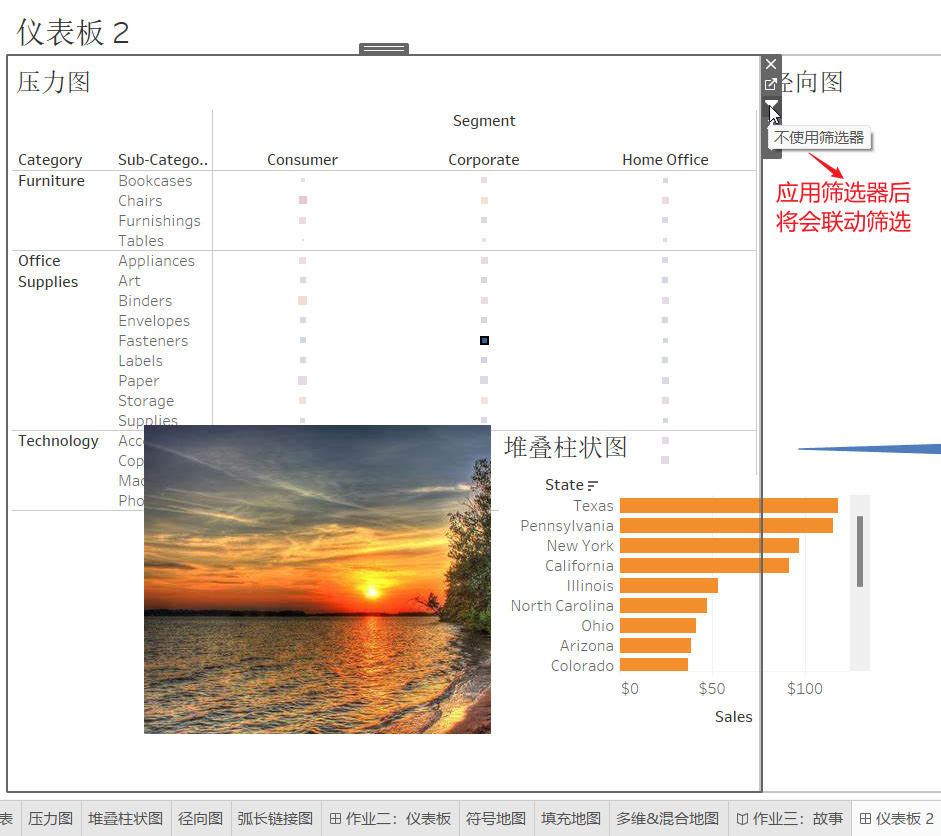 仪表板 2
压力图
径向图
不使用筛选器
应用筛选器后
将会联动筛选
Segment
Category Sub-Catego.. Consumer Corporate Home Office
Furniture Bookcases
Chairs
Furnishings
Tables
Office Supplies Appliances
Art
Binders
Envelopes
Fasteners
Labels
Paper
Storage
Supplies
Technology Acc
Cop
Mac
Pho
堆叠柱状图
State
Texas
Pennsylvania
New York
California
Illinois
North Carolina
Ohio
Arizona
Colorado
$0 $50 $100
Sales
表 压力图 堆叠柱状图 径向图 弧长链接图 作业二：仪表板 符号地图 填充地图 多维&混合地图 作业三：故事 仪表板 2